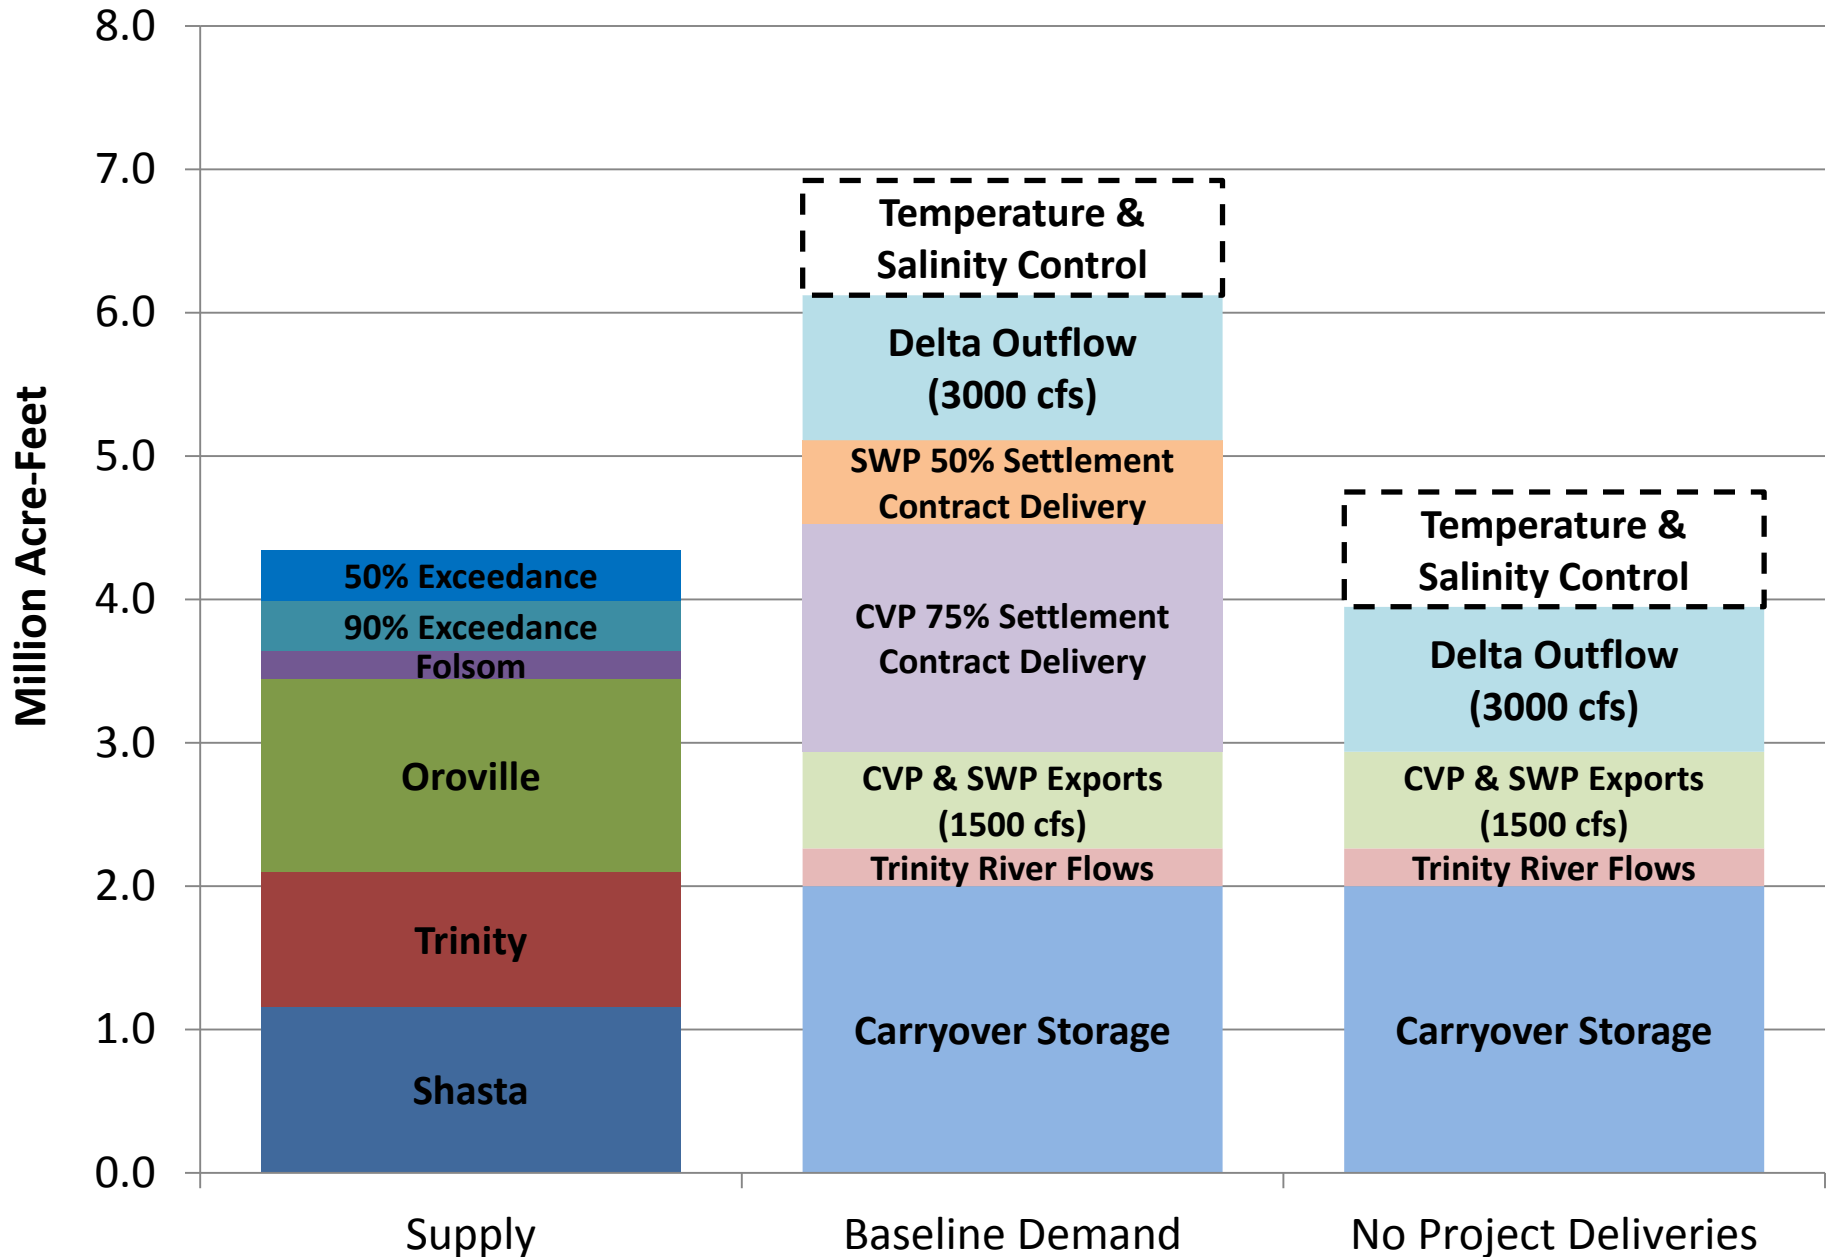 8.0
7.0
6.0
5.0
4.0
3.0
2.0
1.0
0.0
Million Acre-Feet
50% Exceedance
90% Exceedance
Folsom
Oroville
Trinity
Shasta
Supply
Temperature &
Salinity Control
Delta Outflow
(3000 cfs)
SWP 50% Settlement
Contract Delivery
CVP 75% Settlement
Contract Delivery
CVP & SWP Exports
(1500 cfs)
Trinity River Flows
Carryover Storage
Baseline Demand
Temperature &
Salinity Control
Delta Outflow
(3000 cfs)
CVP & SWP Exports
(1500 cfs)
Trinity River Flows
Carryover Storage
No Project Deliveries